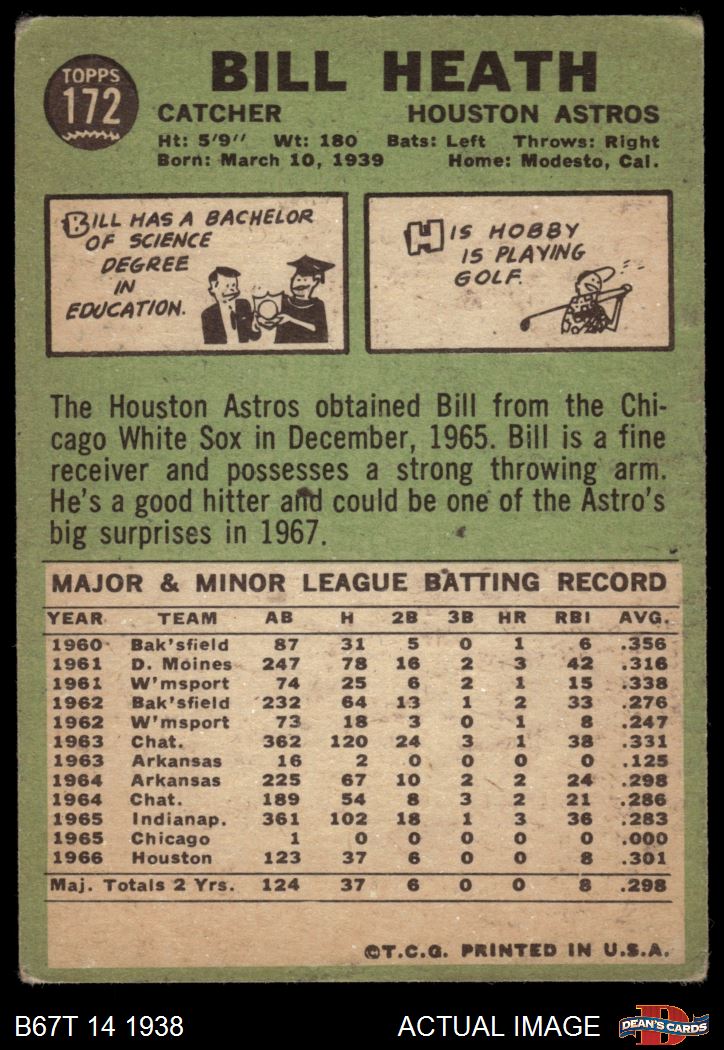 TOPPS
172
BILL HEATH
CATCHER HOUSTON ASTROS
Ht: 5'9'' Wt: 180 Bats: Left Throws: Right
Born: March 10, 1939 Home: Modesto, Cal.
BILL HAS A BACHELOR
OF SCIENCE
DEGREE
IN
EDUCATION.
HIS HOBBY
IS PLAYING
GOLF.
The Houston Astros obtained Bill from the Chi-
cago White Sox in December, 1965. Bill is a fine
receiver and possesses a strong throwing arm.
He's a good hitter and could be one of the Astro's
big surprises in 1967.
MAJOR & MINOR LEAGUE BATTING RECORD
YEAR TEAM AB H 2B 3B HR RBI AVG.
1960 Bak'sfield 87 31 5 0 1 6 .356
1961 D. Moines 247 78 16 2 3 42 .316
1961 W'msport 74 25 6 2 1 15 .338
1962 Bak'sfield 232 64 13 1 2 33 .276
1962 W'msport 73 18 3 0 1 8 .247
1963 Chat. 362 120 24 3 1 38 .331
1963 Arkansas 16 2 0 0 0 0 .125
1964 Arkansas 225 67 10 2 2 24 .298
1964 Chat. 189 54 8 3 2 21 .286
1965 Indianap. 361 102 18 1 3 36 .283
1965 Chicago 1 0 0 0 0 0 .000
1966 Houston 123 37 6 0 0 8 .301
Maj. Totals 2 Yrs. 124 37 6 0 0 8 .298
©T.C.G. PRINTED IN U.S.A.
B67T 14 1938 ACTUAL IMAGE
D
DEAN'S CARDS